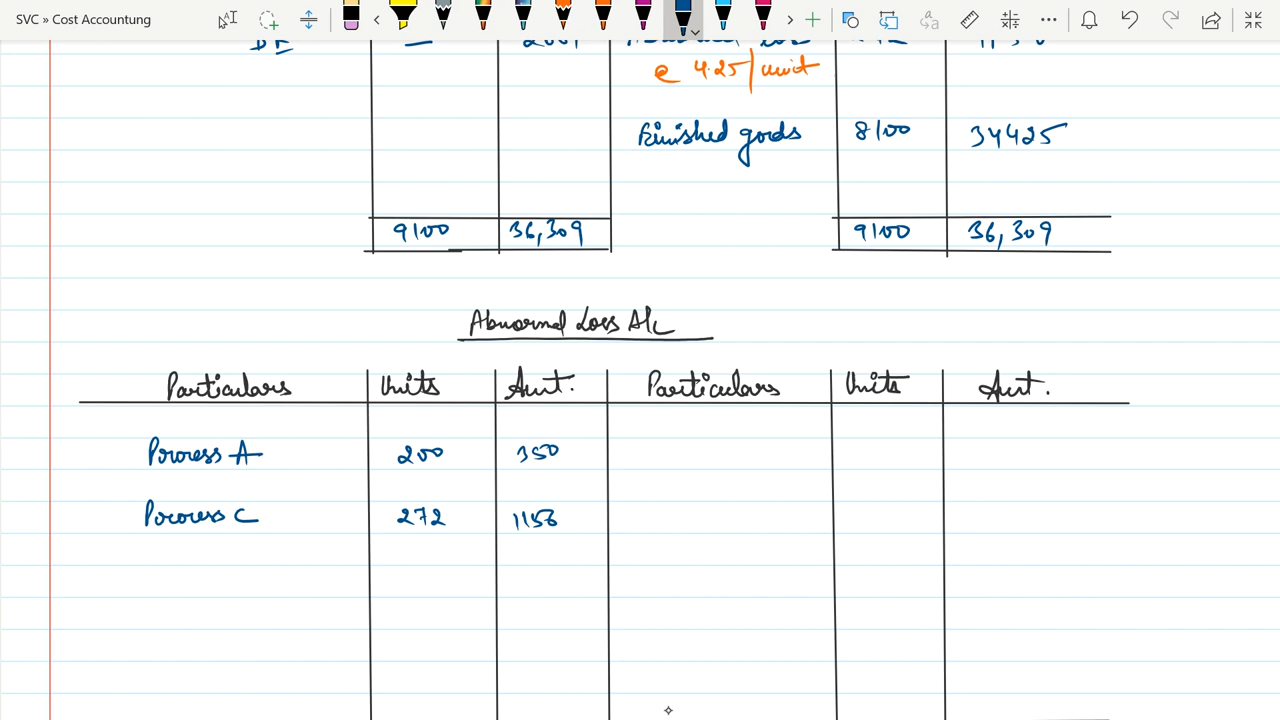 SVC » Cost Accountung
@ 4.25/unit
Finished goods 8100 34425
9100 36,309 9100 36,309
Abnormal Loss A/c
Particulars Units Amt. Particulars Units Amt.
Process A 200 350
Process C 272 1156